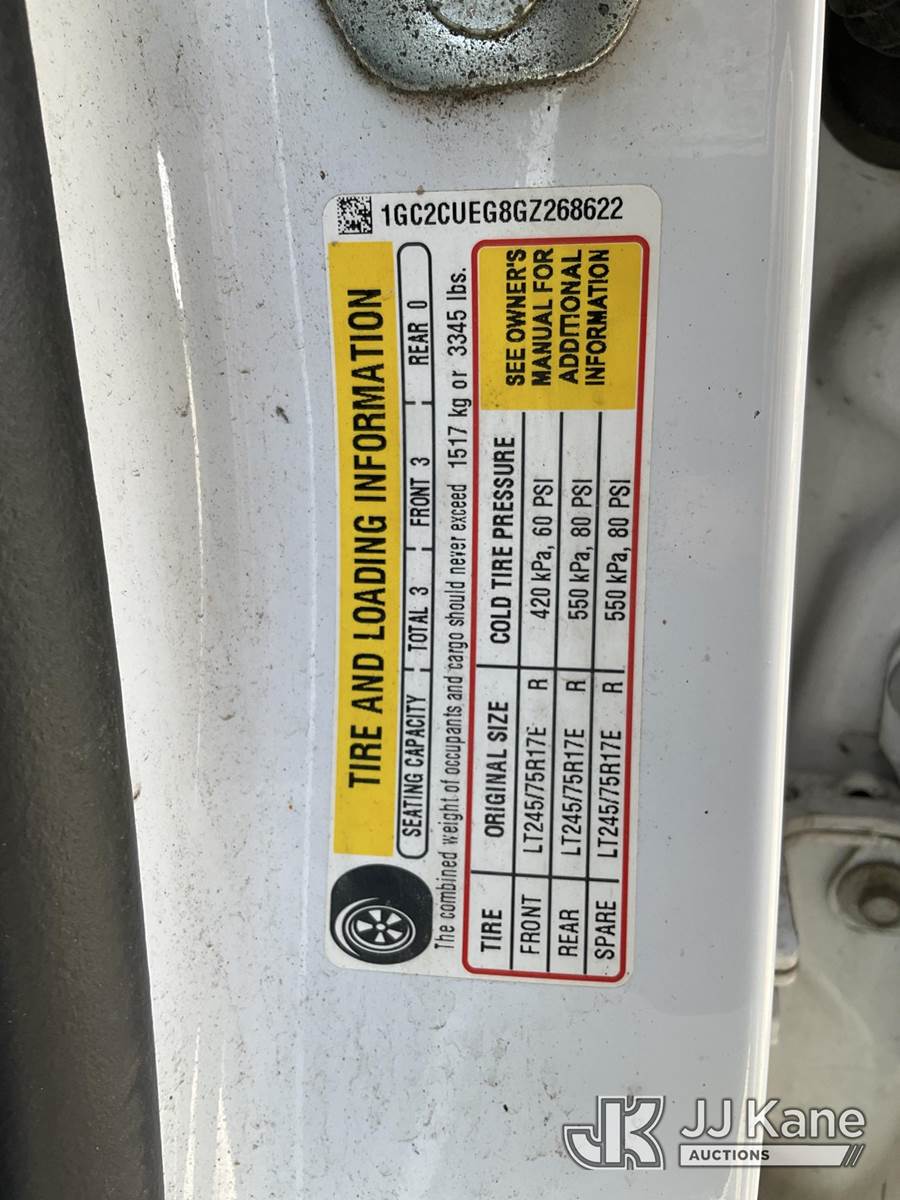 1GC2CUEG8GZ268622
TIRE AND LOADING INFORMATION
SEATING CAPACITY TOTAL 3 FRONT 3 REAR 0
The combined weight of occupants and cargo should never exceed 1517 kg or 3345 lbs.
TIRE ORIGINAL SIZE COLD TIRE PRESSURE
FRONT LT245/75R17E R 420 kPa, 60 PSI
REAR LT245/75R17E R 550 kPa, 80 PSI
SPARE LT245/75R17E R 550 kPa, 80 PSI
SEE OWNER'S
MANUAL FOR
ADDITIONAL
INFORMATION
JK JJ Kane
AUCTIONS